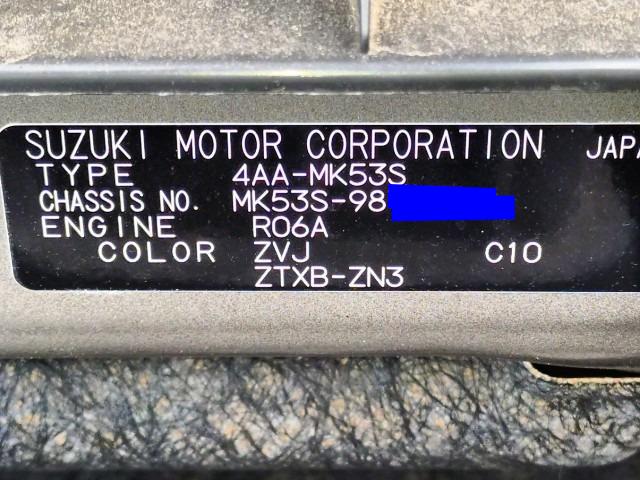 SUZUKI MOTOR CORPORATION JAPA
TYPE 4AA-MK53S
CHASSIS NO. MK53S-98
ENGINE R06A
COLOR ZVJ C10
ZTXB-ZN3